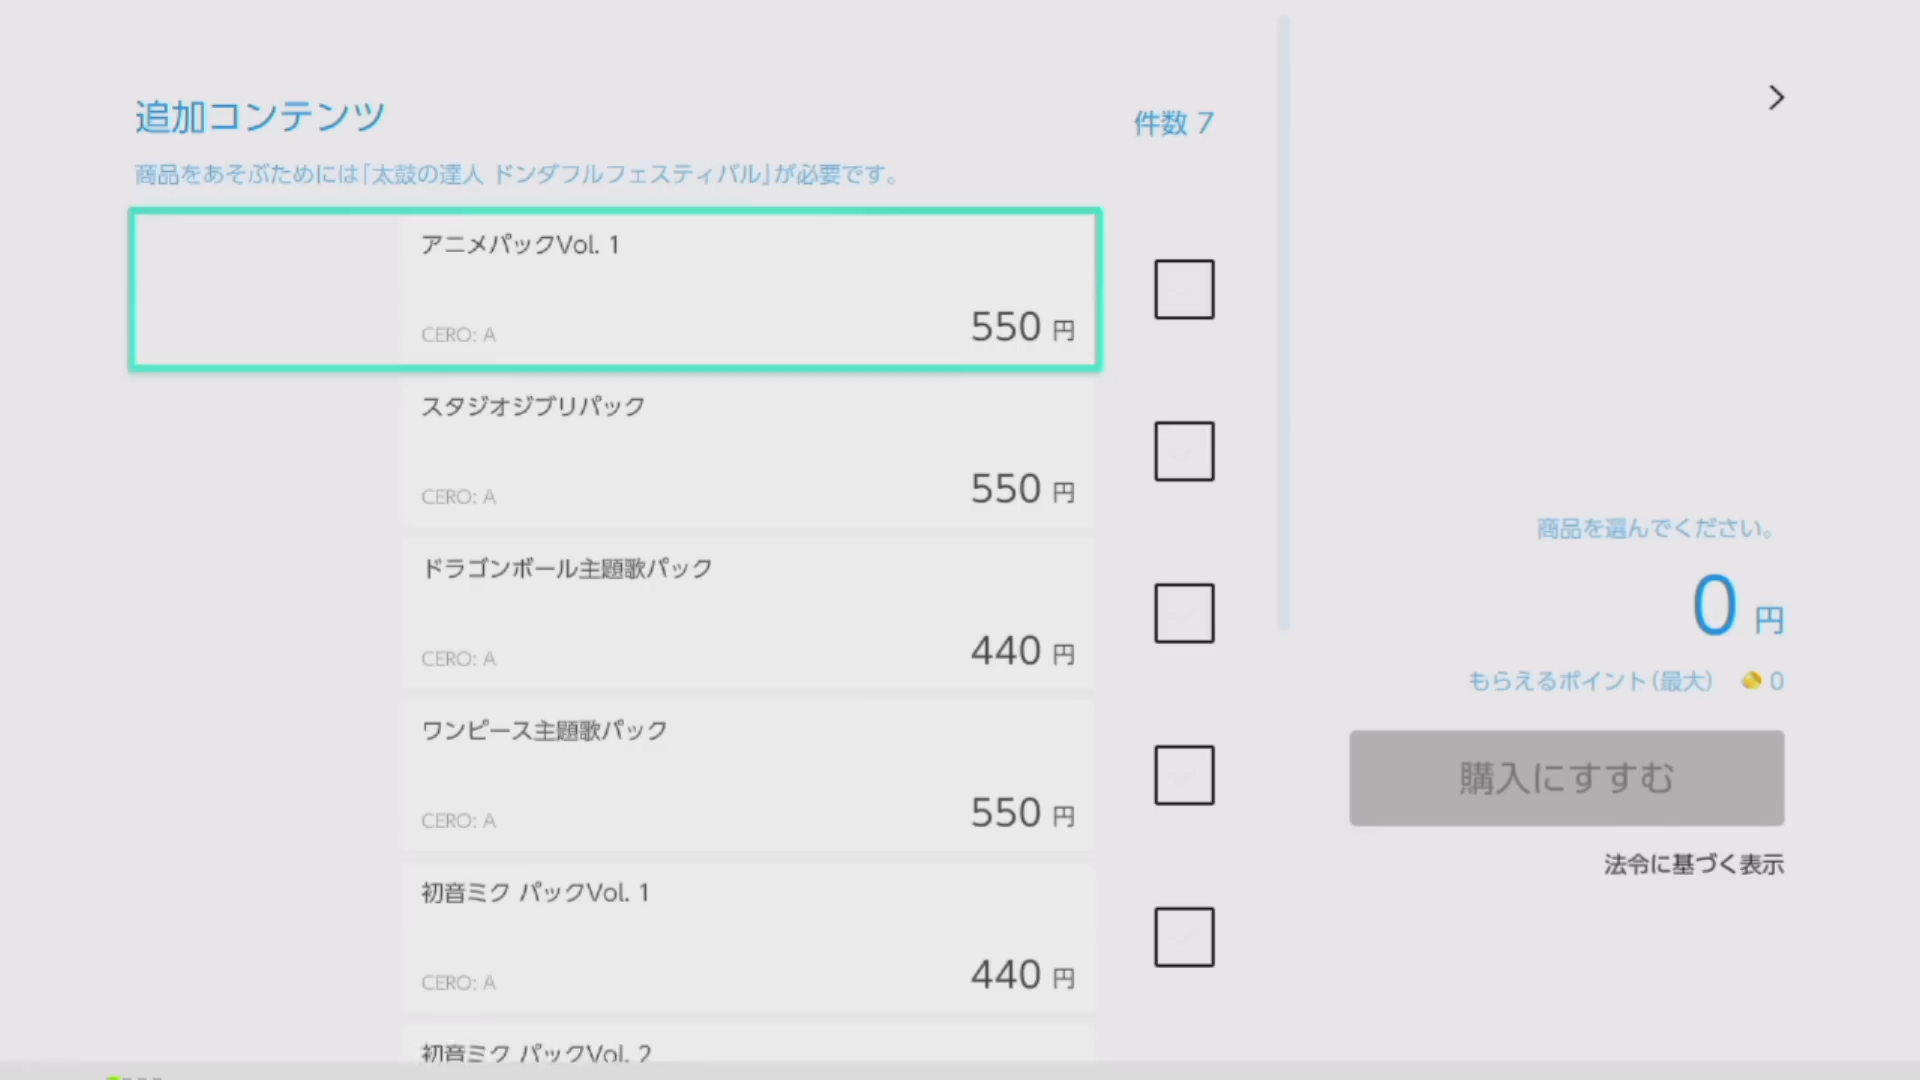 追加コンテンツ
件数 7
商品をあそぶためには「太鼓の達人 ドンダフルフェスティバル」が必要です。
アニメパックVol. 1
CERO: A
550 円
スタジオジブリパック
CERO: A
550 円
ドラゴンボール主題歌パック
CERO: A
440 円
ワンピース主題歌パック
CERO: A
550 円
初音ミク パックVol. 1
CERO: A
440 円
初音ミク パックVol. 2
商品を選んでください。
0 円
もらえるポイント（最大） 0
購入にすすむ
法令に基づく表示